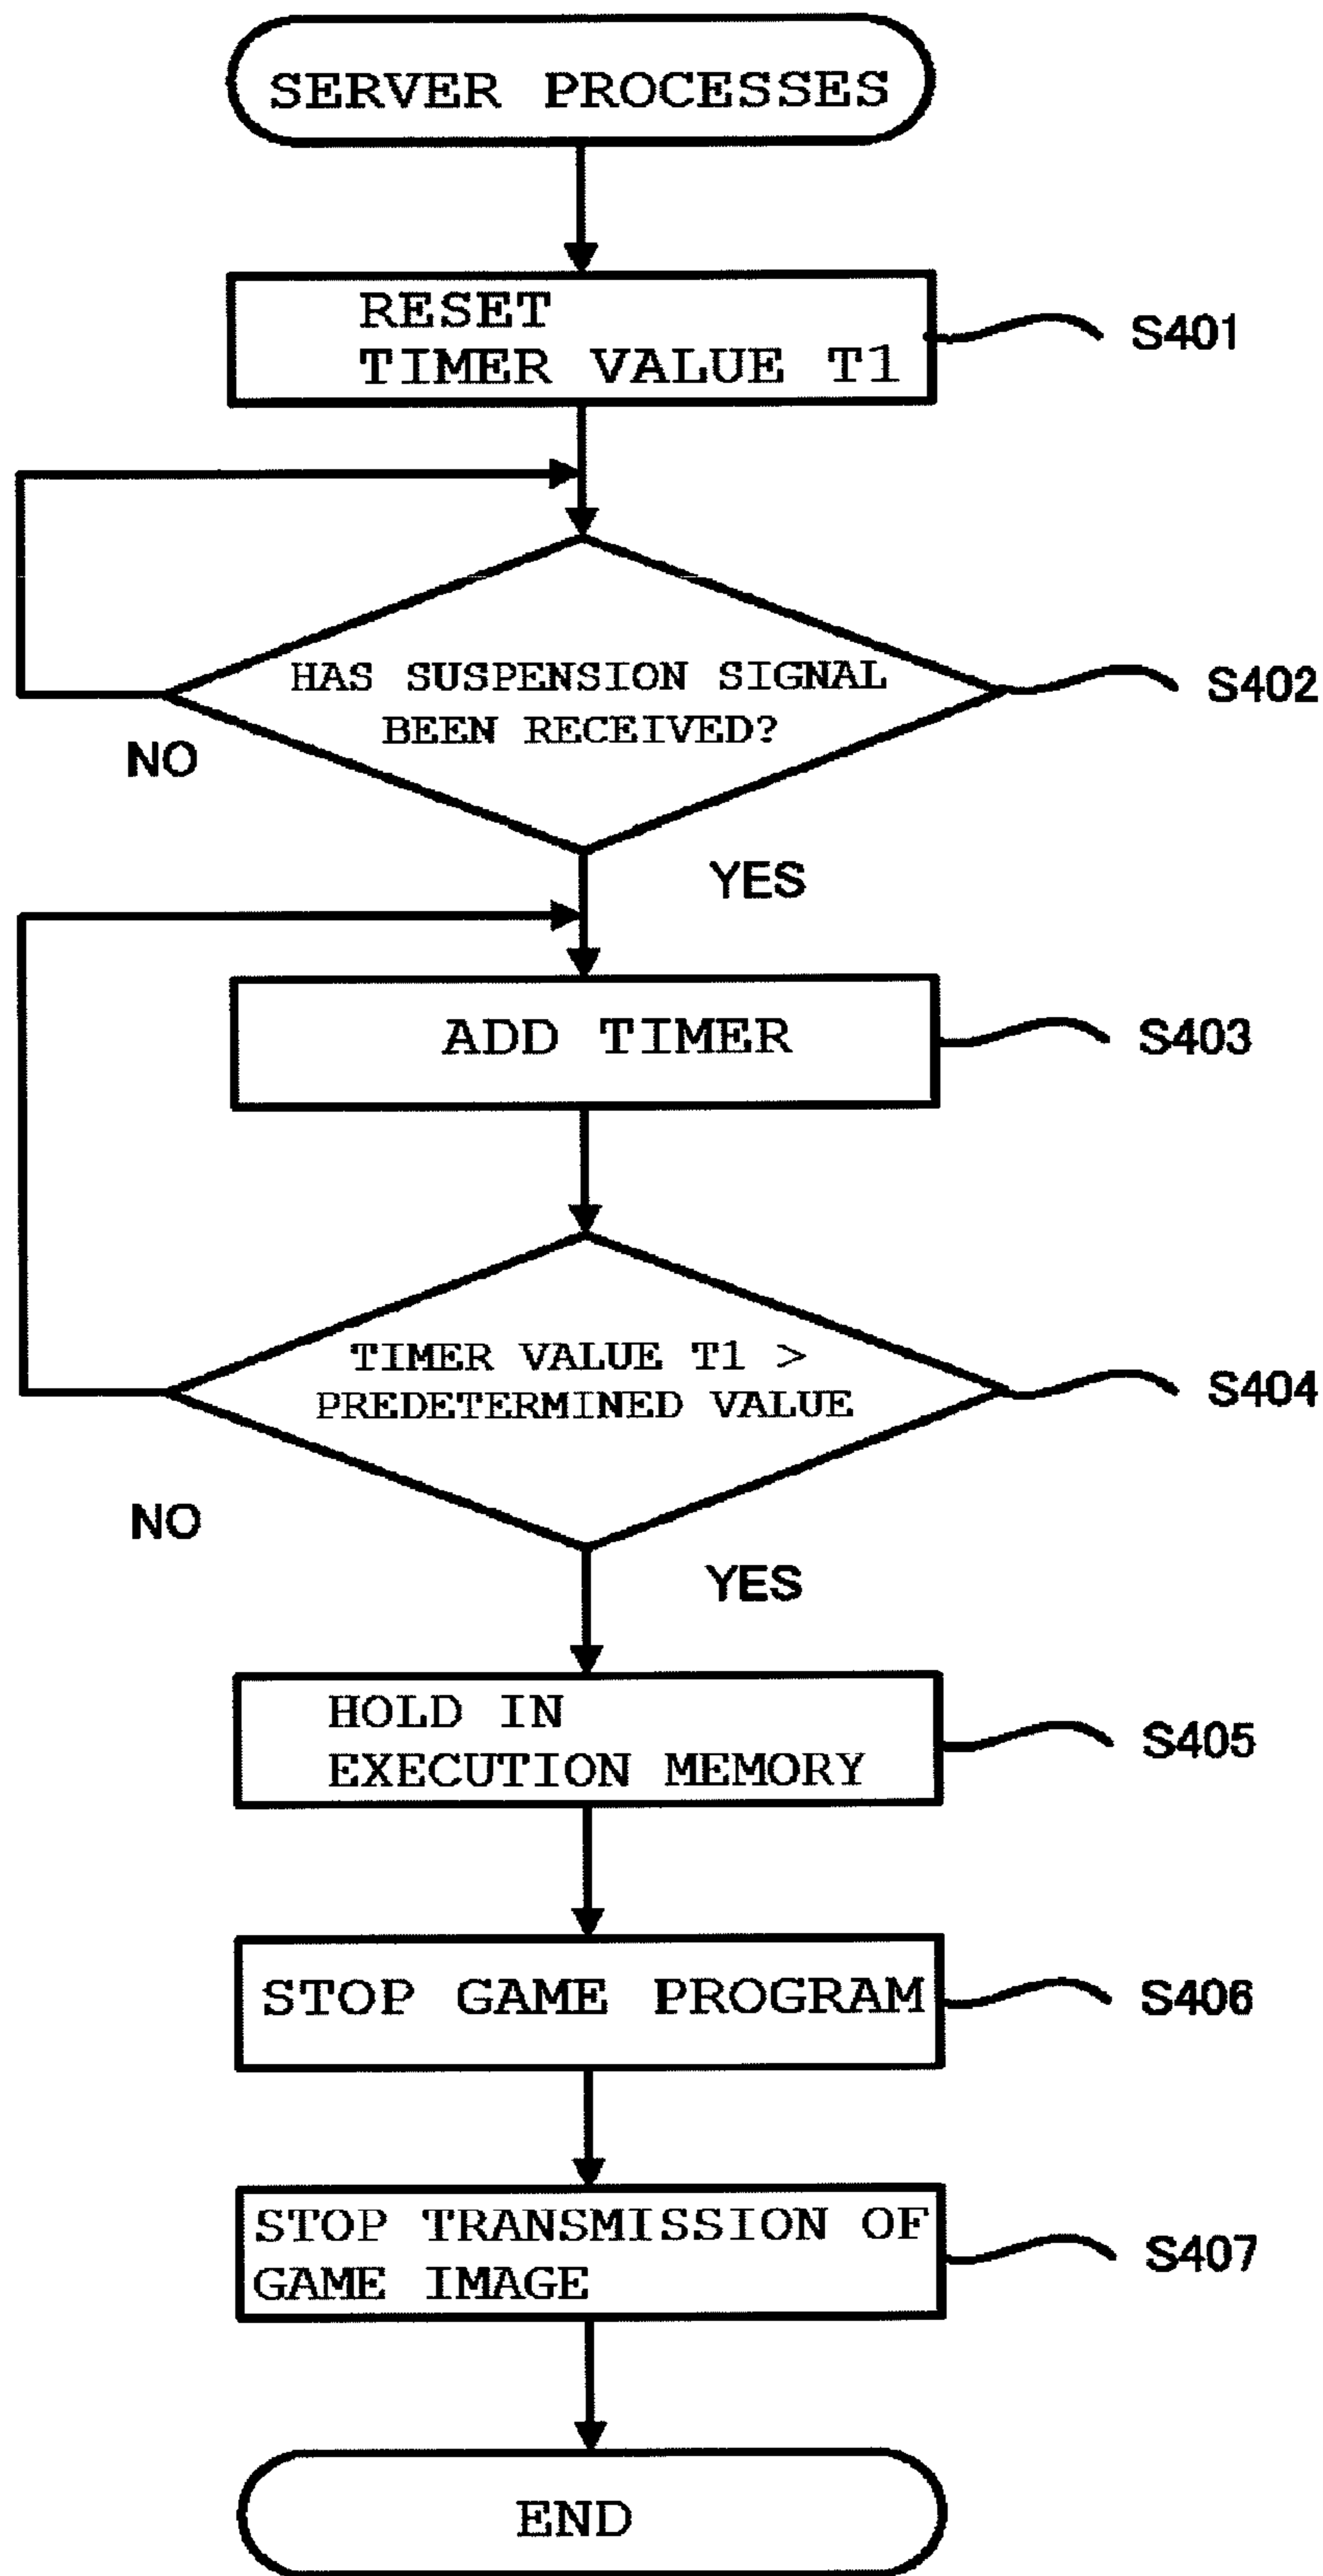 SERVER PROCESSES
RESET
TIMER VALUE T1
S401
HAS SUSPENSION SIGNAL
BEEN RECEIVED?
S402
NO
YES
ADD TIMER
S403
TIMER VALUE T1 >
PREDETERMINED VALUE
S404
NO
YES
HOLD IN
EXECUTION MEMORY
S405
STOP GAME PROGRAM
S406
STOP TRANSMISSION OF
GAME IMAGE
S407
END